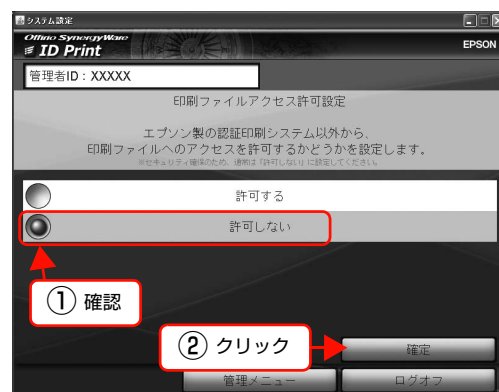 システム設定
Offirio SynergyWare
ID Print
EPSON
管理者ID：XXXXX
印刷ファイルアクセス許可設定
エプソン製の認証印刷システム以外から、
印刷ファイルへのアクセスを許可するかどうかを設定します。
※セキュリティ確保のため、通常は「許可しない」に設定してください。
許可する
許可しない
① 確認
② クリック
確定
管理メニュー
ログオフ